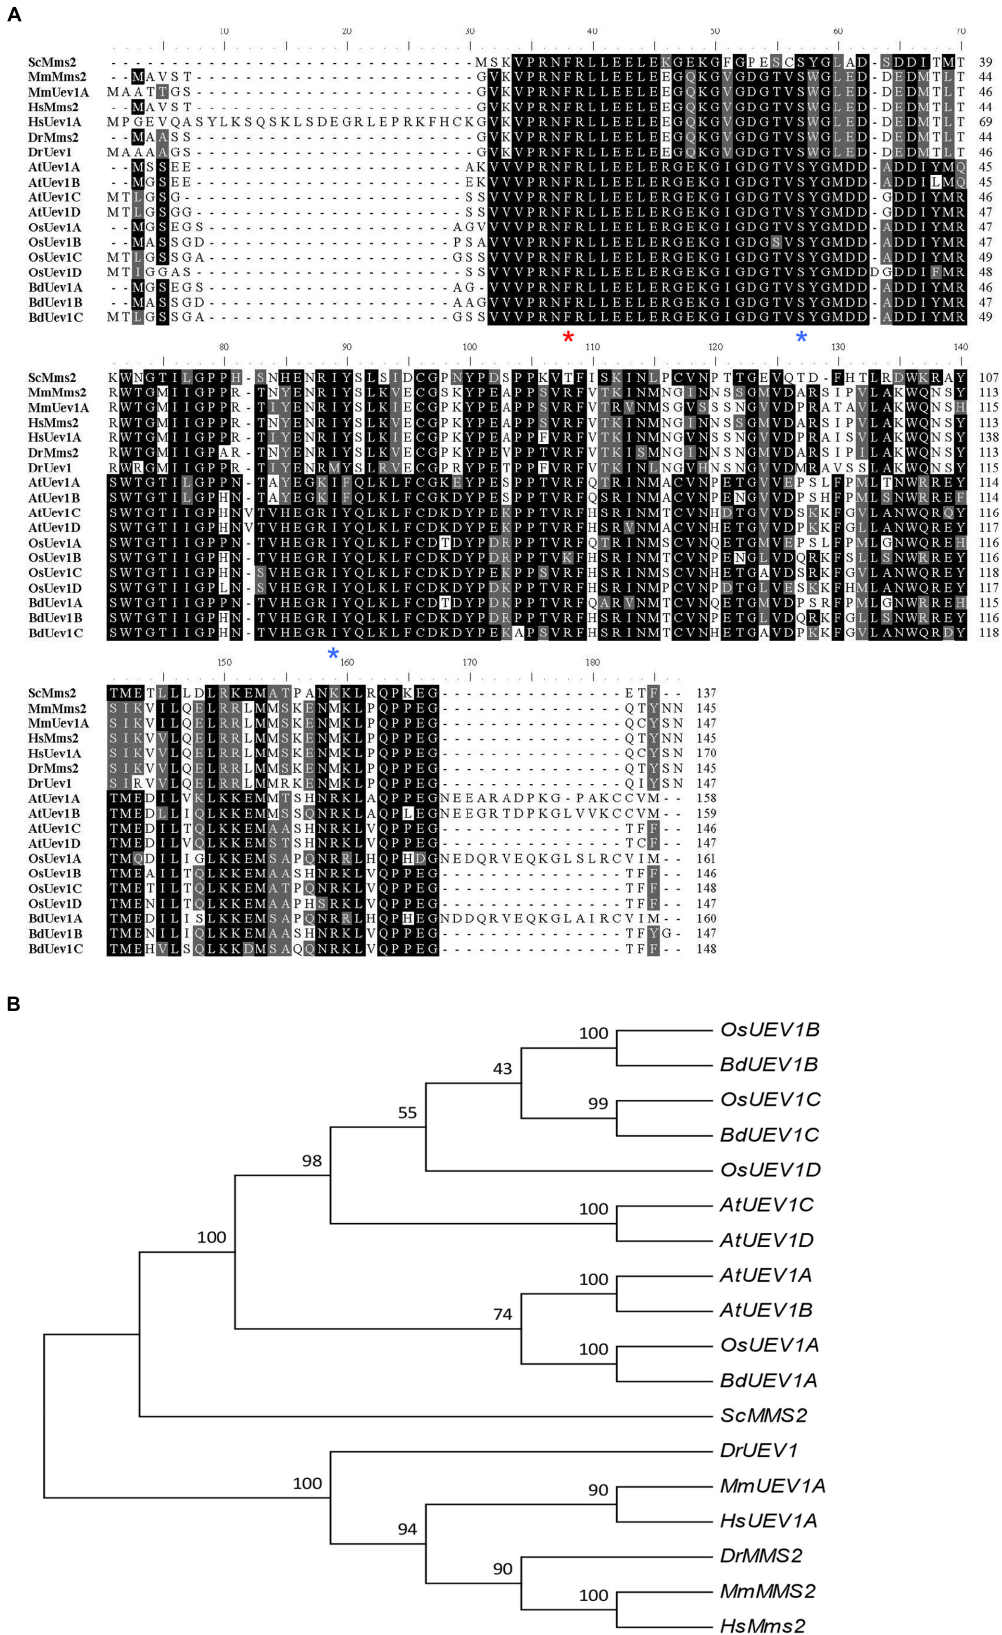 A
10 20 30 40 50 60 70
ScMms2 ------------------------------MSKVPRNFRLLEELEKGEKGFGPESCSYGLAD-SDDITMT 39
MmMms2 --MAVST-----------------------GVKVPRNFRLLEELEEGQKGVGDGTVSWGLED-DEDMTLT 44
MmUev1A MAATTGS-----------------------GVKVPRNFRLLEELEEGQKGVGDGTVSWGLED-DEDMTLT 46
HsMms2 --MAVST-----------------------GVKVPRNFRLLEELEEGQKGVGDGTVSWGLED-DEDMTLT 44
HsUev1A MPGEVQASYLKSQSKLSDEGRLEPRKFHCKGVKVPRNFRLLEELEEGQKGVGDGTVSWGLED-DEDMTLT 69
DrMms2 --MAASS-----------------------GVKVPRNFRLLEELEEGQKGVGDGTVSWGLED-DEDMTLT 44
DrUev1 MAAAAGS-----------------------GVKVPRNFRLLEELEEGQKGVGDGTVSWGLED-DEDMTLT 46
AtUev1A --MSSEE----------------------AKVVVPRNFRLLEELERGEKGIGDGTVSYGMDD-ADDIYMQ 45
AtUev1B --MGSEE----------------------EKVVVPRNFRLLEELERGEKGIGDGTVSYGMDD-ADDILMQ 45
AtUev1C MTLGSG-----------------------SSVVVPRNFRLLEELERGEKGIGDGTVSYGMDD-GDDIYMR 46
AtUev1D MTLGSGG----------------------SSVVVPRNFRLLEELERGEKGIGDGTVSYGMDD-GDDIYMR 47
OsUev1A --MGSEGS--------------------AGVVVVPRNFRLLEELERGEKGIGDGTVSYGMDD-ADDIYMR 47
OsUev1B --MASSGD--------------------PSAVVVPRNFRLLEELERGEKGIGDGSVSYGMDD-ADDIYMR 47
OsUev1C MTLGSSGA--------------------GSSVVVPRNFRLLEELERGEKGIGDGTVSYGMDD-ADDIYMR 49
OsUev1D MTIGGAS----------------------SSVVVPRNFRLLEELERGEKGIGDGTVSYGMDDDGDDIFMR 48
BdUev1A --MGSEGS---------------------AGVVVPRNFRLLEELERGEKGIGDGTVSYGMDD-ADDIYMR 46
BdUev1B --MASSGD--------------------AAGVVVPRNFRLLEELERGEKGIGDGTVSYGMDD-ADDIYMR 47
BdUev1C MTLGSSGA--------------------GSSVVVPRNFRLLEELERGEKGIGDGTVSYGMDD-ADDIYMR 49
* *
80 90 100 110 120 130 140
ScMms2 KWNGTILGPPH-SNHENRIYSLSIDCGPNYPDSPPKVTFISKINLPCVNPTTGEVQTD-FHTLRDWKRAY 107
MmMms2 RWTGMIIGPPR-TNYENRIYSLKVECGSKYPEAPPSVRFVTKINMNGINNSSGMVDARSIPVLAKWQNSY 113
MmUev1A RWTGMIIGPPR-TIYENRIYSLKIECGPKYPEAPPSVRFVTRVNMSGVSSSNGVVDPRATAVLAKWQNSH 115
HsMms2 RWTGMIIGPPR-TNYENRIYSLKVECGPKYPEAPPSVRFVTKINMNGINNSSGMVDARSIPVLAKWQNSY 113
HsUev1A RWTGMIIGPPR-TIYENRIYSLKIECGPKYPEAPPFVRFVTKINMNGVNSSNGVVDPRAISVLAKWQNSY 138
DrMms2 RWTGMIIGPAR-TNYENRIYSLKVECGPKYPEAPPTVRFVTKISMNGINNSNGMVDARSIPILAKWQNSY 113
DrUev1 RWRGMIIGPPR-TIYENRMYSLRVECGPRYPETPPFVRFVTKINLNGVHNSNGVVDMRAVSSLAKWQNSY 115
AtUev1A SWTGTILGPPN-TAYEGKIFQLKLFCGKEYPESPPTVRFQTRINMACVNPETGVVEPSLFPMLTNWRREY 114
AtUev1B SWTGTILGPHN-TAYEGKIFQLKLFCGKDYPESPPTVRFQSRINMACVNPENGVVDPSHFPMLSNWRREF 114
AtUev1C SWTGTIIGPHNVTVHEGRIYQLKLFCDKDYPEKPPTVRFHSRINMACVNHDTGVVDSKKFGVLANWQRQY 116
AtUev1D SWTGTIIGPHNVTVHEGRIYQLKLFCDKDYPEKPPTVRFHSRVNMACVNHETGVVDPKKFGLLANWQREY 117
OsUev1A SWTGTIIGPPN-TVHEGRIYQLKLFCDTDYPDRPPTVRFQTRINMSCVNQETGMVEPSLFPMLGNWQREY 116
OsUev1B SWTGTIIGPHN-TVHEGRIYQLKLFCDKDYPDRPPTVKFHSRINMTCVNPENGLVDQRKFSLLSNWRREY 116
OsUev1C SWTGTIIGPHN-SVHEGRIYQLKLFCDKDYPEKPPSVRFHSRINMSCVNHETGAVDSRKFGVLANWQREY 118
OsUev1D SWTGTIIGPLN-SVHEGRIYQLKLFCDKDYPEKPPTVRFHSRINMSCVNPDTGLVESKKFHMLANWQREY 117
BdUev1A SWTGTIIGPPN-TVHEGRIYQLKLFCDTDYPDKPPTVRFQARVNMTCVNQETGMVDPSRFPMLGNWRREH 115
BdUev1B SWTGTIIGPHN-TVHEGRIYQLKLFCDKDYPDRPPTVRFHSRINMTCVNPETGLVDQRKFGLLSNWRREY 116
BdUev1C SWTGTIIGPHN-TVHEGRIYQLKLFCDKDYPEKAPSVRFHSRINMTCVNHETGAVDPKKFGVLANWQRDY 118
*
150 160 170 180
ScMms2 TMETLLLDLRKEMATPANKKLRQPKEG---------------ETF-- 137
MmMms2 SIKVILQELRRLMMSKENMKLPQPPEG---------------QTYNN 145
MmUev1A SIKVVLQELRRLMMSKENMKLPQPPEG---------------QCYSN 147
HsMms2 SIKVVLQELRRLMMSKENMKLPQPPEG---------------QTYNN 145
HsUev1A SIKVVLQELRRLMMSKENMKLPQPPEG---------------QCYSN 170
DrMms2 SIKVVLQELRRLMMSKENMKLPQPPEG---------------QTYSN 145
DrUev1 SIRVVLQELRRLMMRKENMKLPQPPEG---------------QIYSN 147
AtUev1A TMEDILVKLKKEMMTSHNRKLAQPPEGNEEARADPKG-PAKCCVM-- 158
AtUev1B TMEDLLIQLKKEMMSSQNRKLAQPLEGNEEGRTDPKGLVVKCCVM-- 159
AtUev1C TMEDILTQLKKEMAASHNRKLVQPPEG---------------TFF-- 146
AtUev1D TMEDILVQLKKEMAASHNRKLVQPPEG---------------TCF-- 147
OsUev1A TMQDILIGLKKEMSAPQNRRLHQPHDGNEDQRVEQKGLSLRCVIM-- 161
OsUev1B TMEAILTQLKKEMAASHNRKLVQPPEG---------------TFF-- 146
OsUev1C TMETILTQLKKEMATPQNRKLVQPPEG---------------TFF-- 148
OsUev1D TMENILTQLKKEMAAPHSRKLVQPPEG---------------TFF-- 147
BdUev1A TMEDILISLKKEMSAPQNRRLHQPHEGNDDQRVEQKGLAIRCVIM-- 160
BdUev1B TMENILTQLKKEMAASHNRKLVQPPEG---------------TFYG- 147
BdUev1C TMEHVLSQLKKDMSAQQNRKLVQPPEG---------------TFF-- 148
B
OsUEV1B
100
BdUEV1B
43
OsUEV1C
99
BdUEV1C
55
OsUEV1D
98
AtUEV1C
100
AtUEV1D
100
AtUEV1A
100
AtUEV1B
74
OsUEV1A
100
BdUEV1A
ScMMS2
DrUEV1
100
MmUEV1A
90
HsUEV1A
94
DrMMS2
90
MmMMS2
100
HsMms2